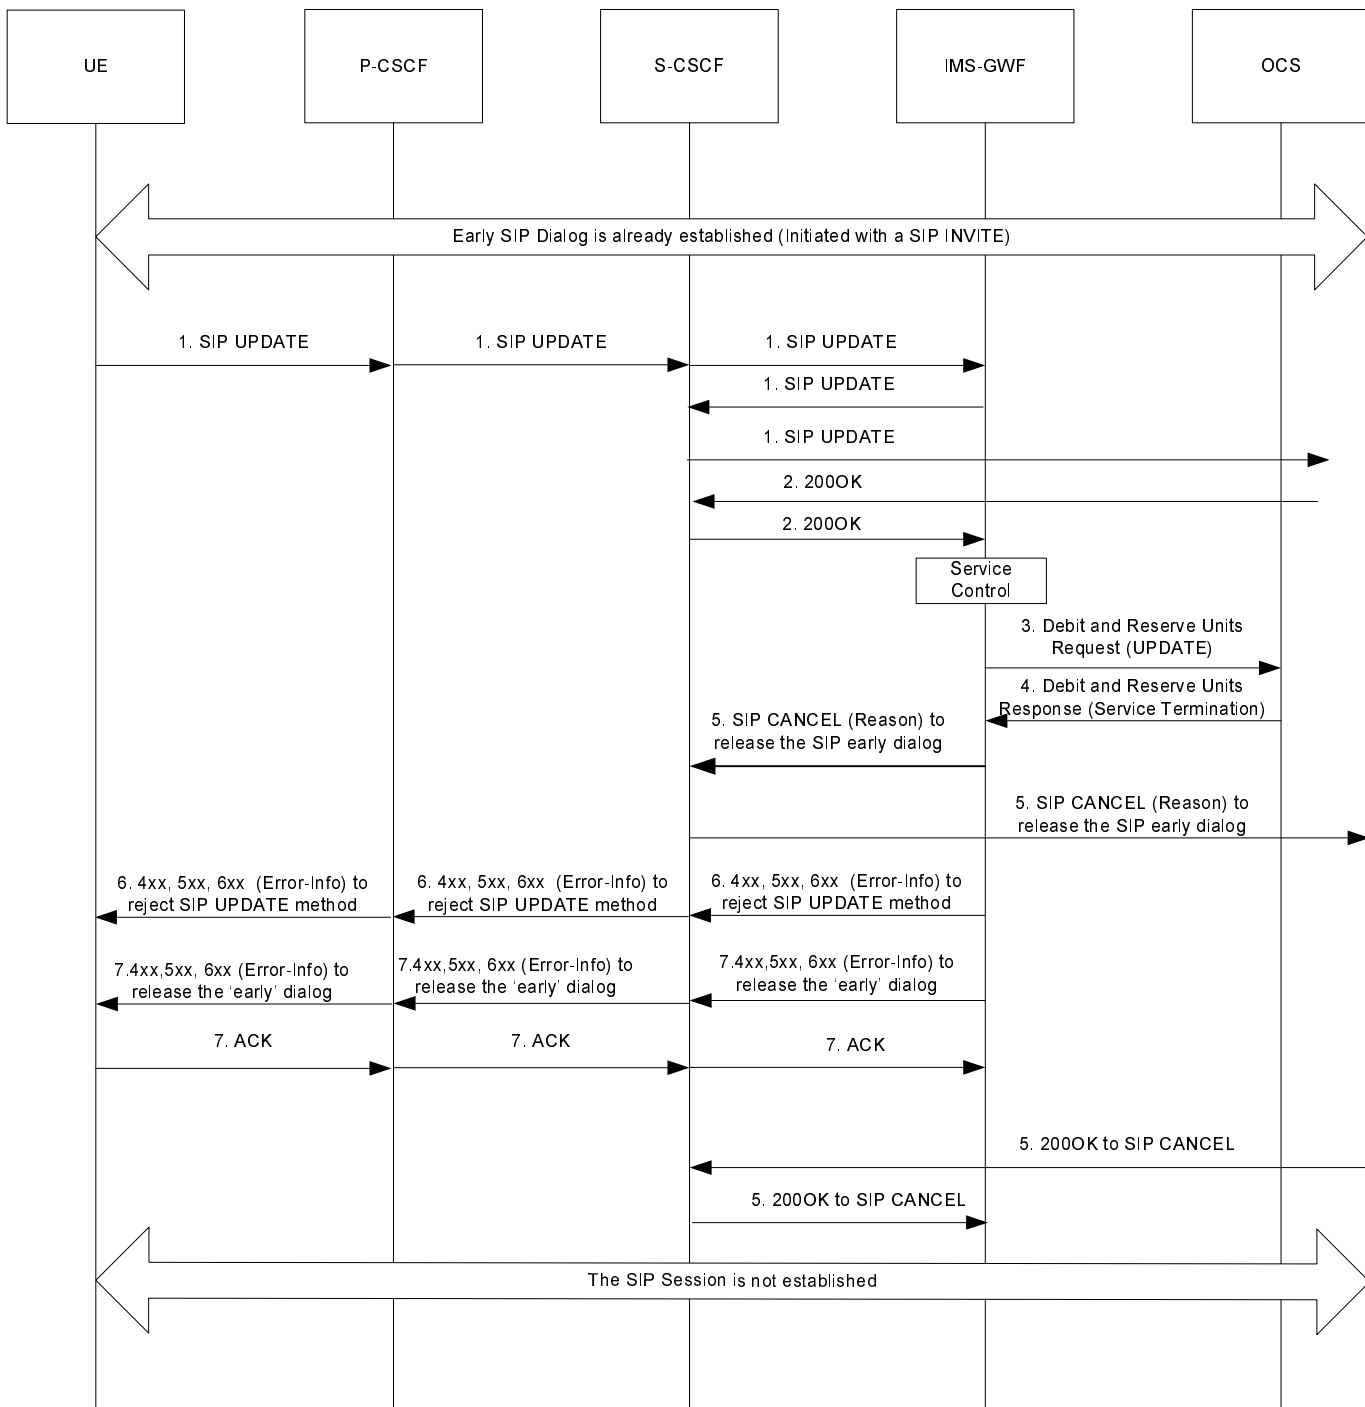 UE
P-CSCF
S-CSCF
IMS-GWF
OCS
Early SIP Dialog is already established (Initiated with a SIP INVITE)
1. SIP UPDATE
1. SIP UPDATE
1. SIP UPDATE
1. SIP UPDATE
1. SIP UPDATE
2. 200OK
2. 200OK
Service
Control
3. Debit and Reserve Units
Request (UPDATE)
4. Debit and Reserve Units
Response (Service Termination)
5. SIP CANCEL (Reason) to
release the SIP early dialog
5. SIP CANCEL (Reason) to
release the SIP early dialog
6. 4xx, 5xx, 6xx (Error-Info) to
reject SIP UPDATE method
6. 4xx, 5xx, 6xx (Error-Info) to
reject SIP UPDATE method
6. 4xx, 5xx, 6xx (Error-Info) to
reject SIP UPDATE method
7.4xx,5xx, 6xx (Error-Info) to
release the ‘early’ dialog
7.4xx,5xx, 6xx (Error-Info) to
release the ‘early’ dialog
7.4xx,5xx, 6xx (Error-Info) to
release the ‘early’ dialog
7. ACK
7. ACK
7. ACK
5. 200OK to SIP CANCEL
5. 200OK to SIP CANCEL
The SIP Session is not established